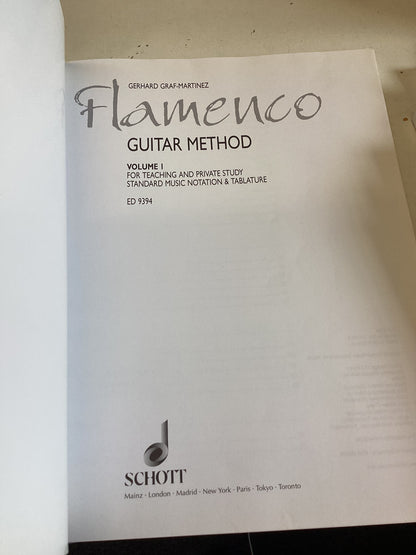 GERHARD GRAF-MARTINEZ
Flamenco
GUITAR METHOD
VOLUME I
FOR TEACHING AND PRIVATE STUDY
STANDARD MUSIC NOTATION & TABLATURE
ED 9394
SCHOTT
Mainz · London · Madrid · New York · Paris · Tokyo · Toronto